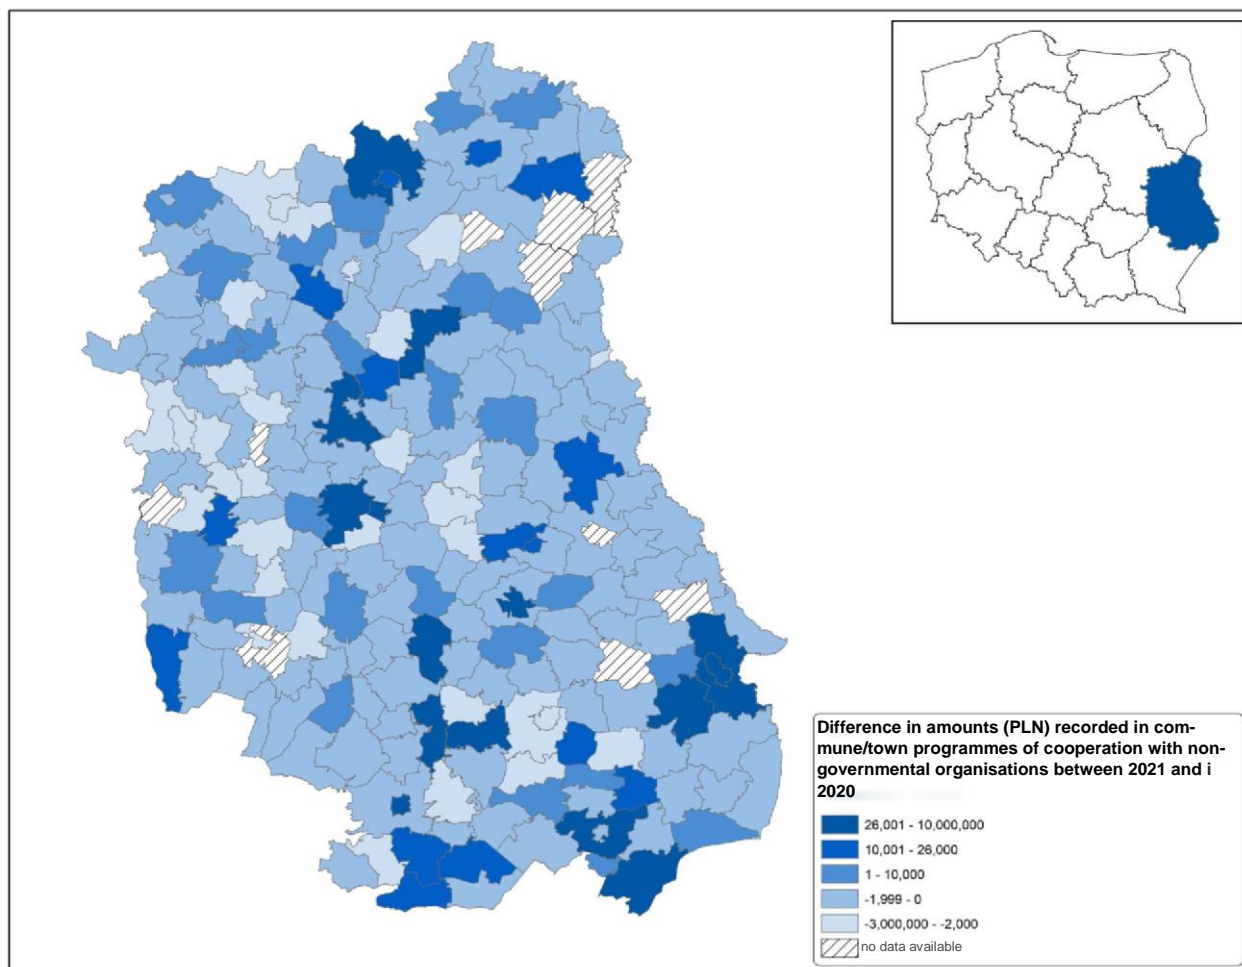 Difference in amounts (PLN) recorded in com-
mune/town programmes of cooperation with non-
governmental organisations between 2021 and i
2020
26,001 - 10,000,000
10,001 - 26,000
1 - 10,000
-1,999 - 0
-3,000,000 - -2,000
no data available